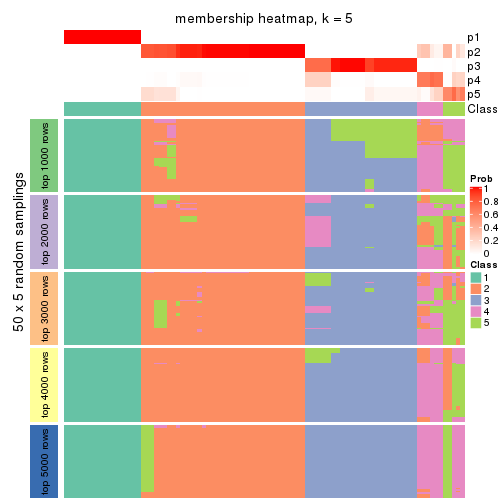 membership heatmap, k = 5
p1
p2
p3
p4
p5
Class
50 x 5 random samplings
top 1000 rows
top 2000 rows
top 3000 rows
top 4000 rows
top 5000 rows
Prob
1
0.8
0.6
0.4
0.2
0
Class
1
2
3
4
5